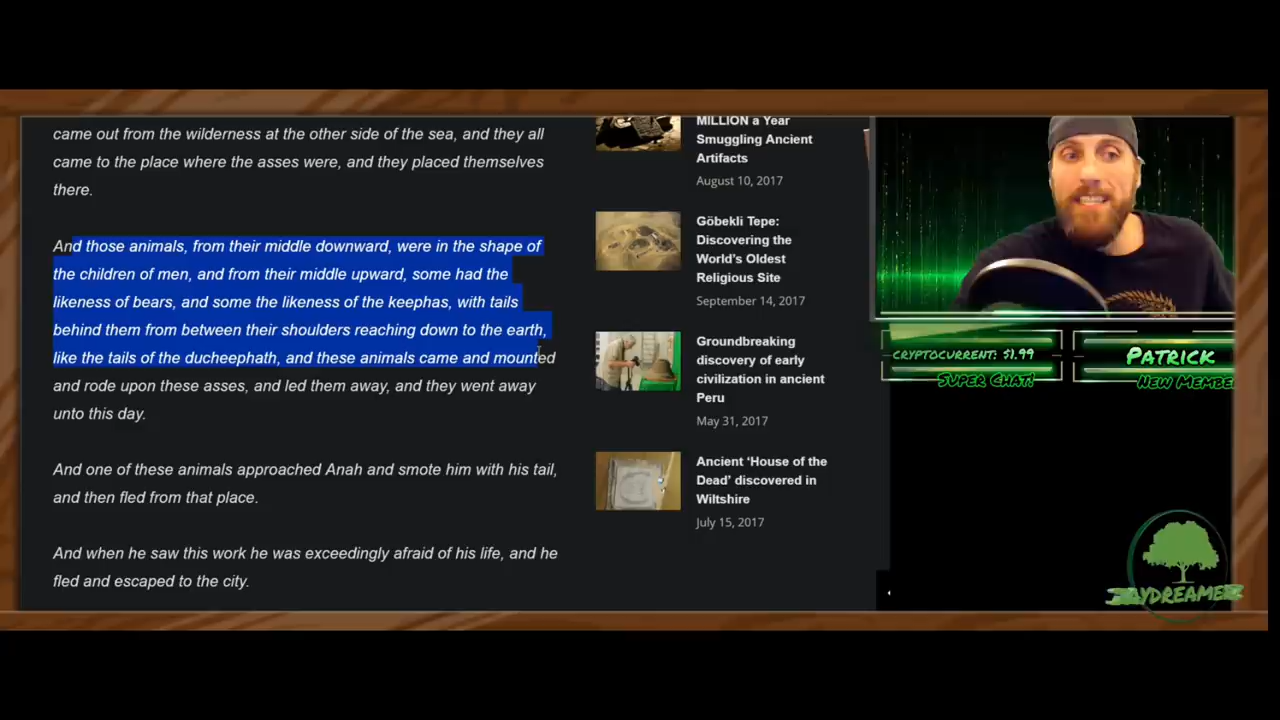 came out from the wilderness at the other side of the sea, and they all
came to the place where the asses were, and they placed themselves
there.
And those animals, from their middle downward, were in the shape of
the children of men, and from their middle upward, some had the
likeness of bears, and some the likeness of the keephas, with tails
behind them from between their shoulders reaching down to the earth,
like the tails of the ducheephath, and these animals came and mounted
and rode upon these asses, and led them away, and they went away
unto this day.
And one of these animals approached Anah and smote him with his tail,
and then fled from that place.
And when he saw this work he was exceedingly afraid of his life, and he
fled and escaped to the city.
MILLION a Year
Smuggling Ancient
Artifacts
August 10, 2017
Göbekli Tepe:
Discovering the
World's Oldest
Religious Site
September 14, 2017
Groundbreaking
discovery of early
civilization in ancient
Peru
May 31, 2017
Ancient ‘House of the
Dead’ discovered in
Wiltshire
July 15, 2017
CRYPTOCURRENT: $1.99
SUPER CHAT!
PATRICK
NEW MEMBE
DAYDREAMER